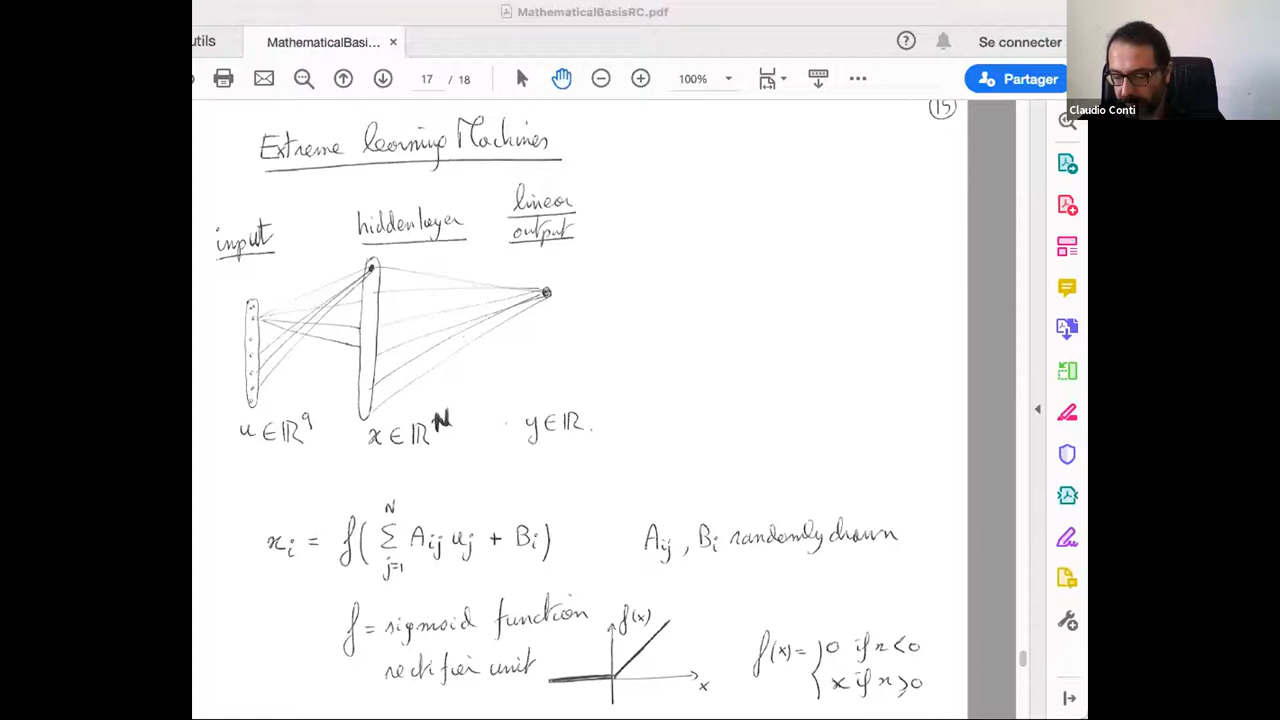 MathematicalBasisRC.pdf
utils
MathematicalBasi... ×
Se connecter
17 / 18
100%
Partager
Claudio Conti
(15)
Extreme learning Machines
input
hidden layer
linear
output
u ∈ ℝ^q
x ∈ ℝ^N
y ∈ ℝ.
x_i = f( Σ_{j=1}^{N} A_ij u_j + B_i )
A_ij , B_i randomly drawn
f = sigmoid function
rectifier unit
f(x)
x
f(x) = { 0 if x < 0
x if x ≥ 0